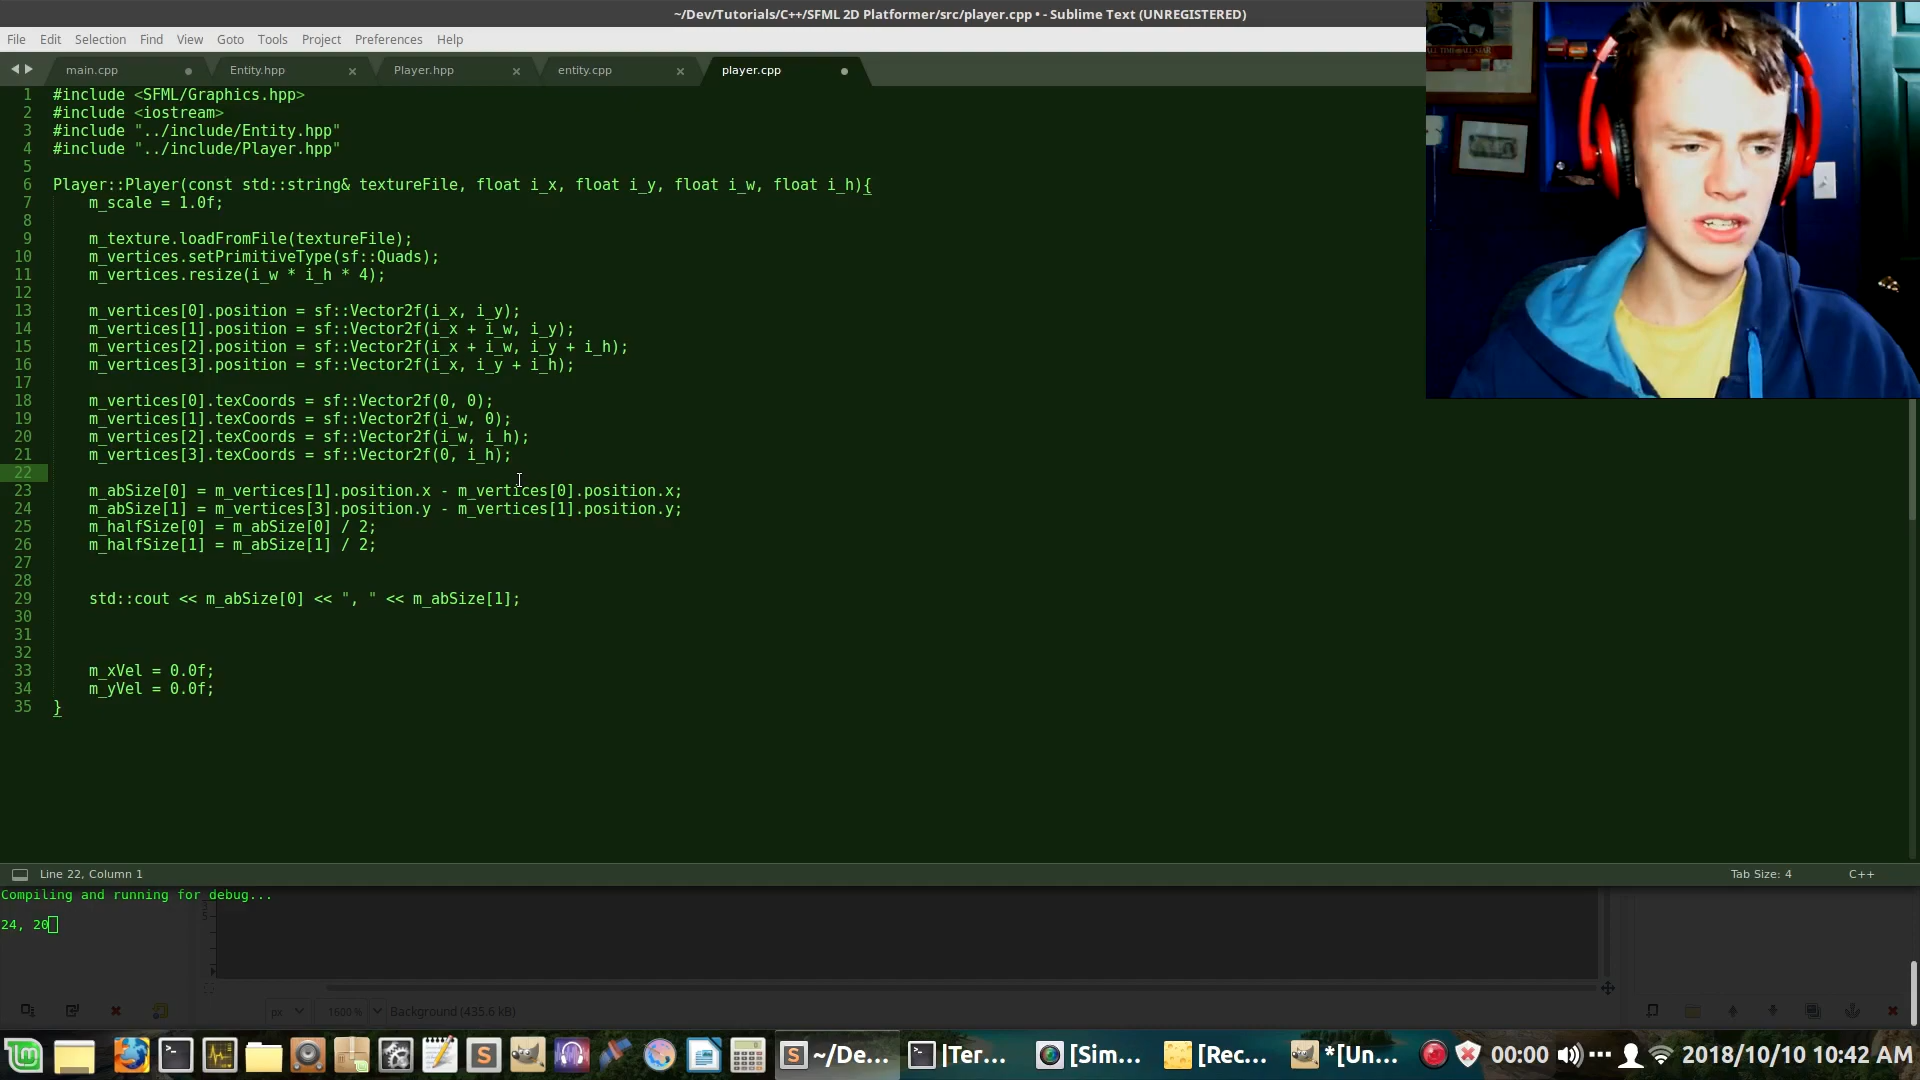 ~/Dev/Tutorials/C++/SFML 2D Platformer/src/player.cpp • - Sublime Text (UNREGISTERED)
File Edit Selection Find View Goto Tools Project Preferences Help
main.cpp Entity.hpp Player.hpp entity.cpp player.cpp
1 #include <SFML/Graphics.hpp>
2 #include <iostream>
3 #include "../include/Entity.hpp"
4 #include "../include/Player.hpp"
5
6 Player::Player(const std::string& textureFile, float i_x, float i_y, float i_w, float i_h){
7 m_scale = 1.0f;
8
9 m_texture.loadFromFile(textureFile);
10 m_vertices.setPrimitiveType(sf::Quads);
11 m_vertices.resize(i_w * i_h * 4);
12
13 m_vertices[0].position = sf::Vector2f(i_x, i_y);
14 m_vertices[1].position = sf::Vector2f(i_x + i_w, i_y);
15 m_vertices[2].position = sf::Vector2f(i_x + i_w, i_y + i_h);
16 m_vertices[3].position = sf::Vector2f(i_x, i_y + i_h);
17
18 m_vertices[0].texCoords = sf::Vector2f(0, 0);
19 m_vertices[1].texCoords = sf::Vector2f(i_w, 0);
20 m_vertices[2].texCoords = sf::Vector2f(i_w, i_h);
21 m_vertices[3].texCoords = sf::Vector2f(0, i_h);
22
23 m_abSize[0] = m_vertices[1].position.x - m_vertices[0].position.x;
24 m_abSize[1] = m_vertices[3].position.y - m_vertices[1].position.y;
25 m_halfSize[0] = m_abSize[0] / 2;
26 m_halfSize[1] = m_abSize[1] / 2;
27
28
29 std::cout << m_abSize[0] << ", " << m_abSize[1];
30
31
32
33 m_xVel = 0.0f;
34 m_yVel = 0.0f;
35 }
Line 22, Column 1 Tab Size: 4 C++
Compiling and running for debug...
24, 20
px 1600 % Background (435.6 kB)
~/De... |Ter... [Sim... [Rec... *[Un... 00:00 2018/10/10 10:42 AM